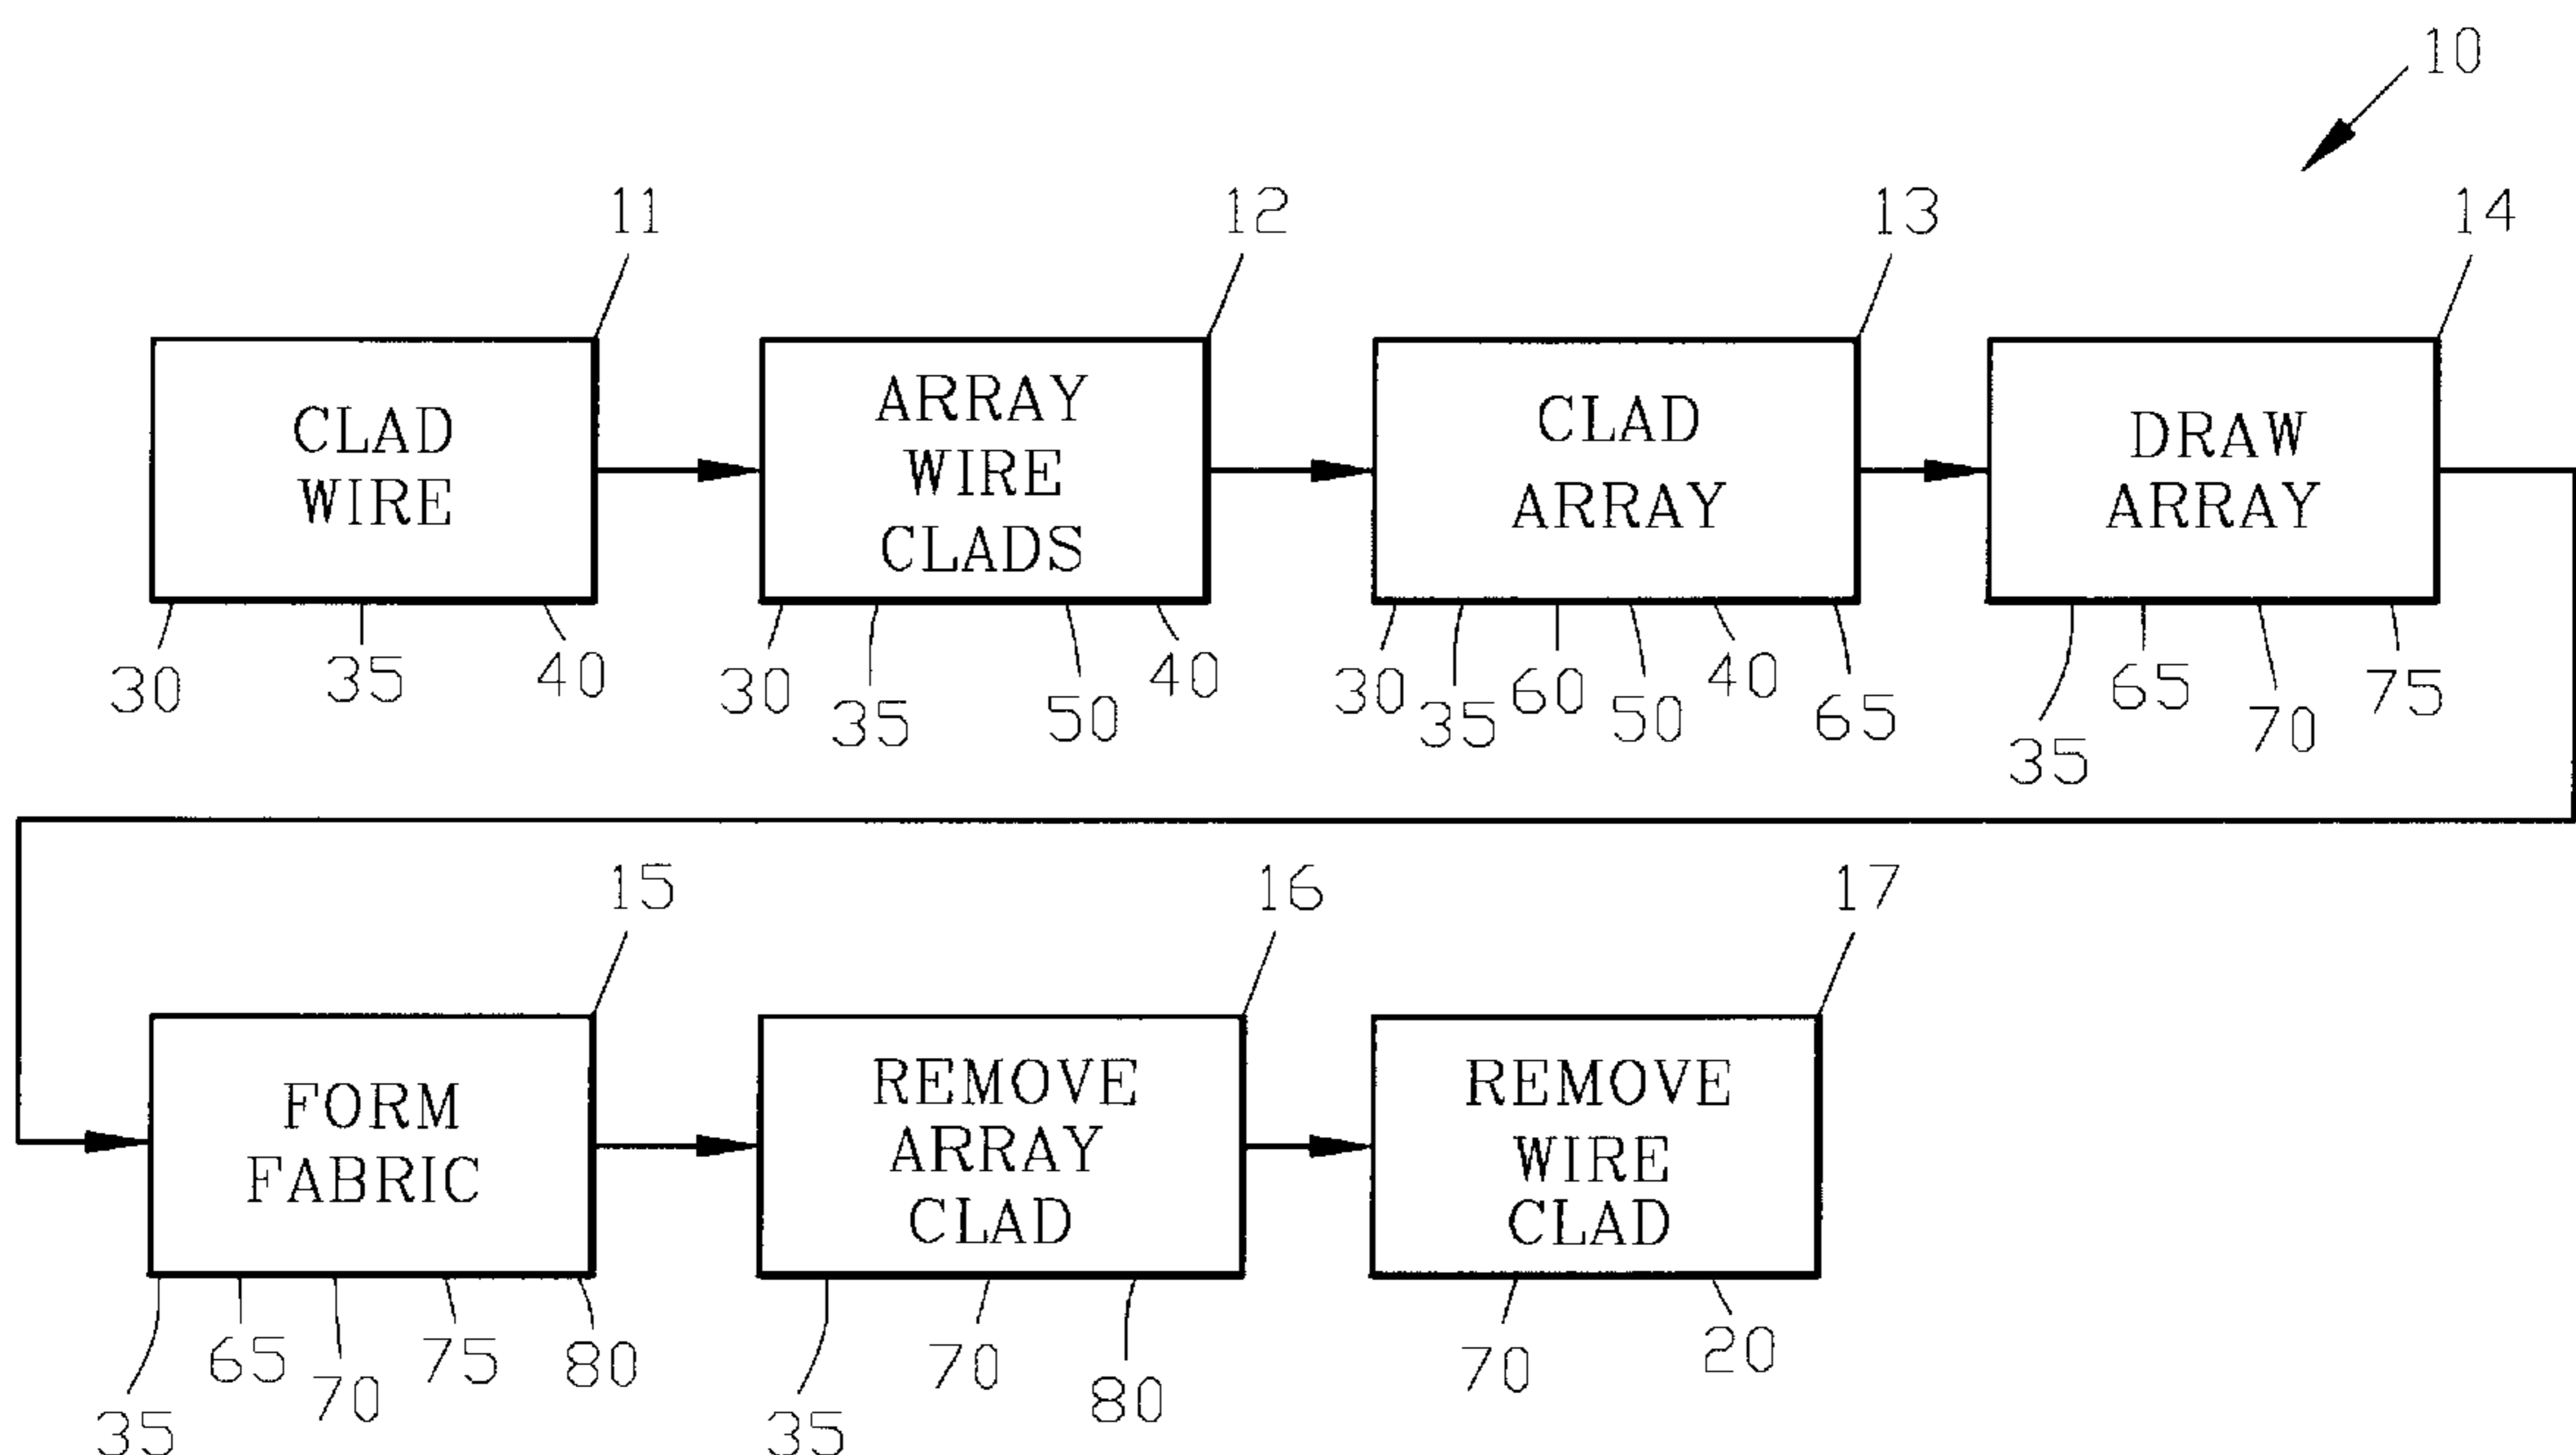 10
11
12
13
14
CLAD
WIRE
ARRAY
WIRE
CLADS
CLAD
ARRAY
DRAW
ARRAY
30
35
40
30
35
50
40
30
35
60
50
40
65
35
65
70
75
15
16
17
FORM
FABRIC
REMOVE
ARRAY
CLAD
REMOVE
WIRE
CLAD
35
65
70
75
80
35
70
80
70
20